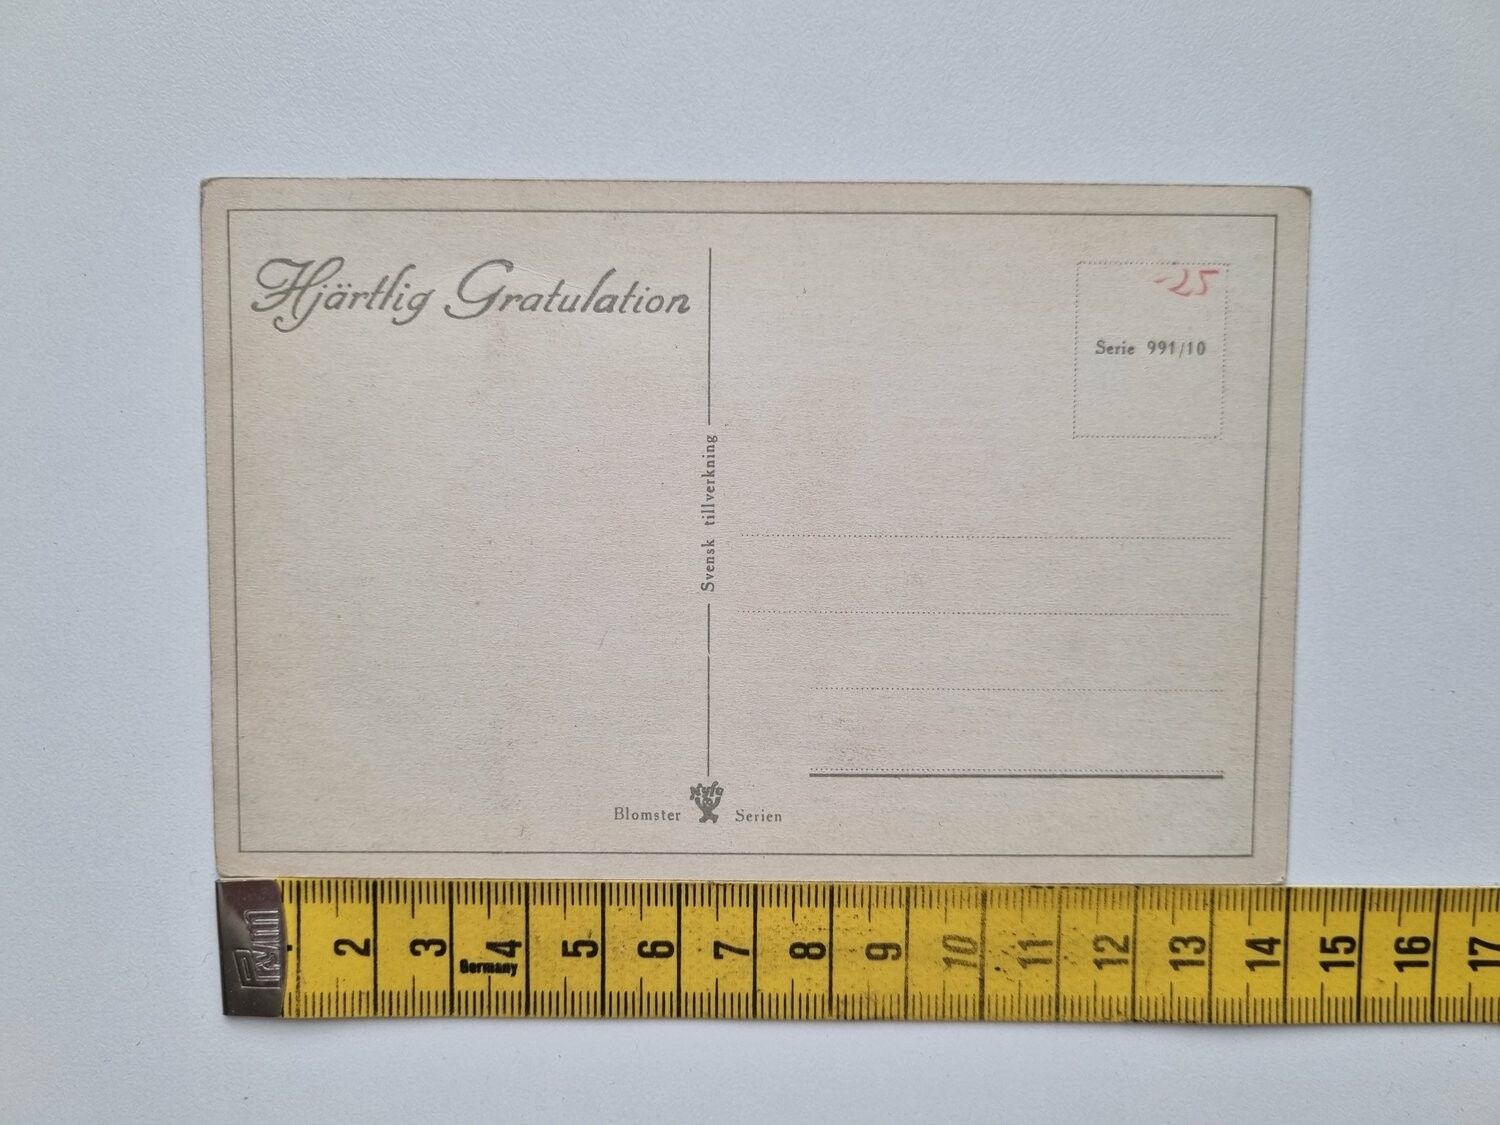 Hjärtlig Gratulation
-25
Serie 991/10
Svensk tillverkning
Blomster
Serien
Prym
2 3 4 5 6 7 8 9 10 11 12 13 14 15 16 17
Germany